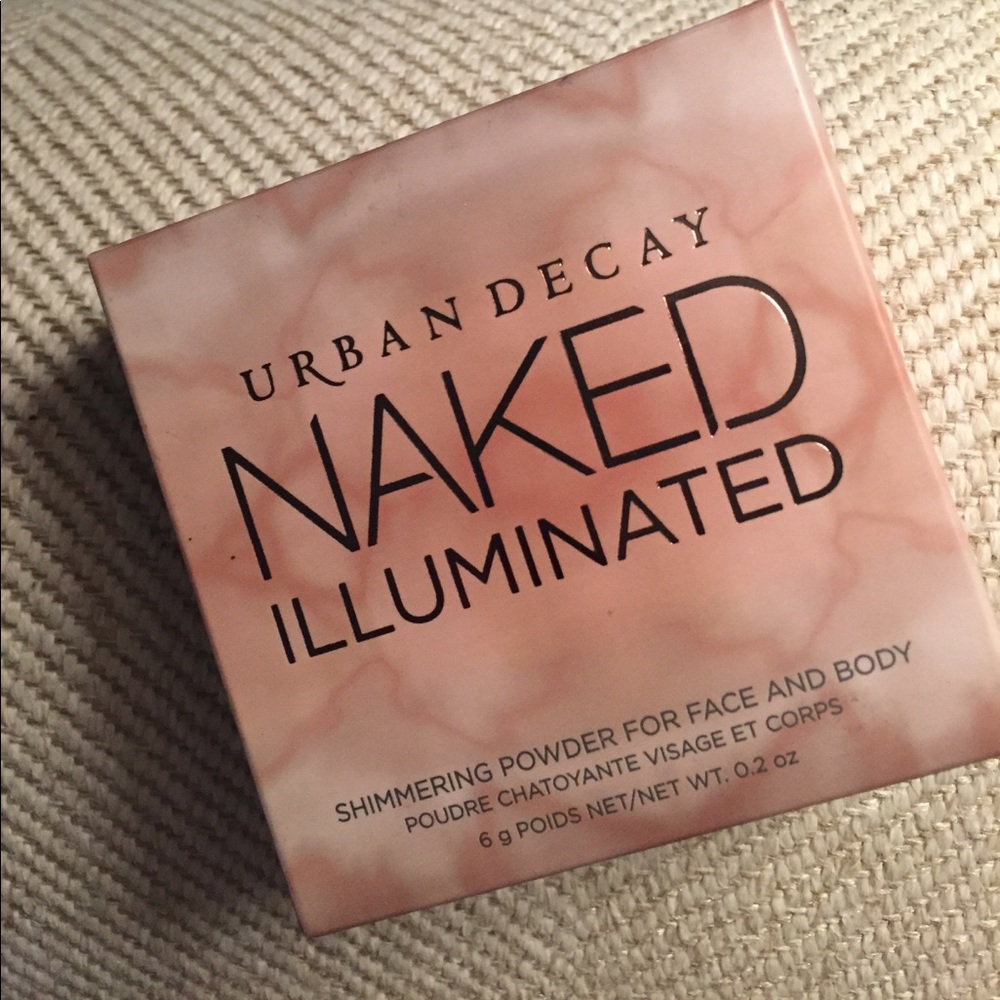 URBAN DECAY
NAKED
ILLUMINATED
SHIMMERING POWDER FOR FACE AND BODY
POUDRE CHATOYANTE VISAGE ET CORPS
6 g POIDS NET/NET WT. 0.2 oz